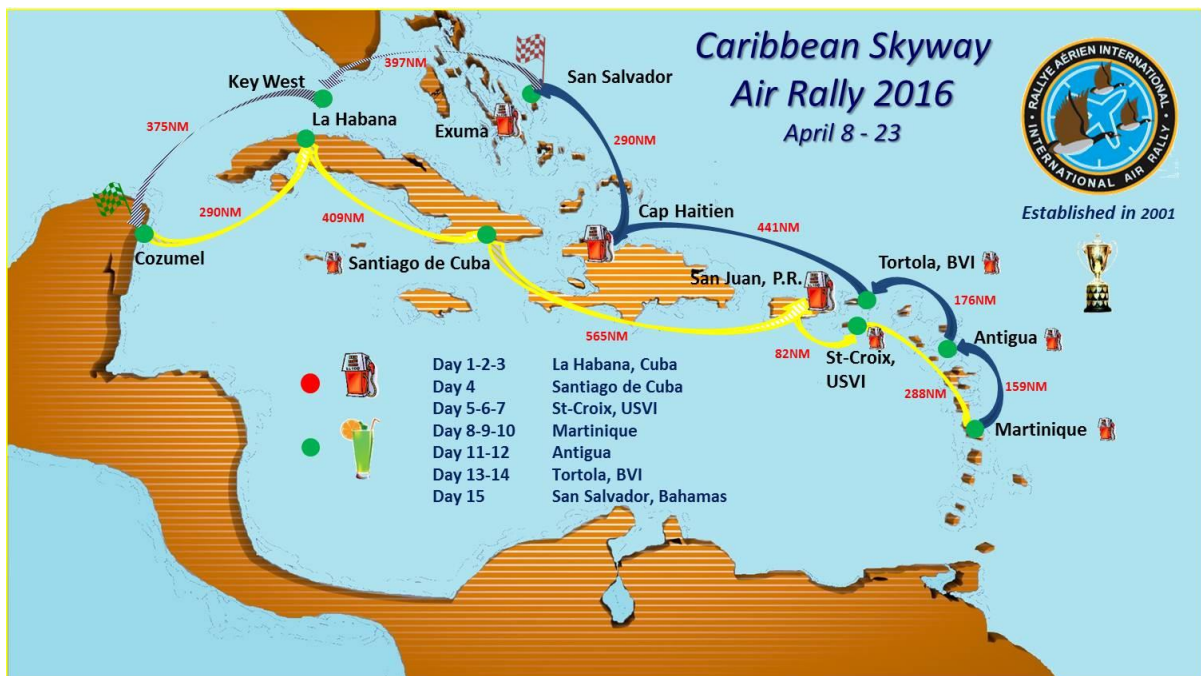 Caribbean Skyway
Air Rally 2016
April 8 - 23
RALLYE AÉRIEN INTERNATIONAL
INTERNATIONAL AIR RALLY
Established in 2001
397NM
Key West
San Salvador
375NM
La Habana
Exuma
290NM
290NM
409NM
Cap Haitien
441NM
Cozumel
Santiago de Cuba
San Juan, P.R.
Tortola, BVI
176NM
565NM
82NM
St-Croix,
USVI
Antigua
288NM
159NM
Martinique
Day 1-2-3 La Habana, Cuba
Day 4 Santiago de Cuba
Day 5-6-7 St-Croix, USVI
Day 8-9-10 Martinique
Day 11-12 Antigua
Day 13-14 Tortola, BVI
Day 15 San Salvador, Bahamas